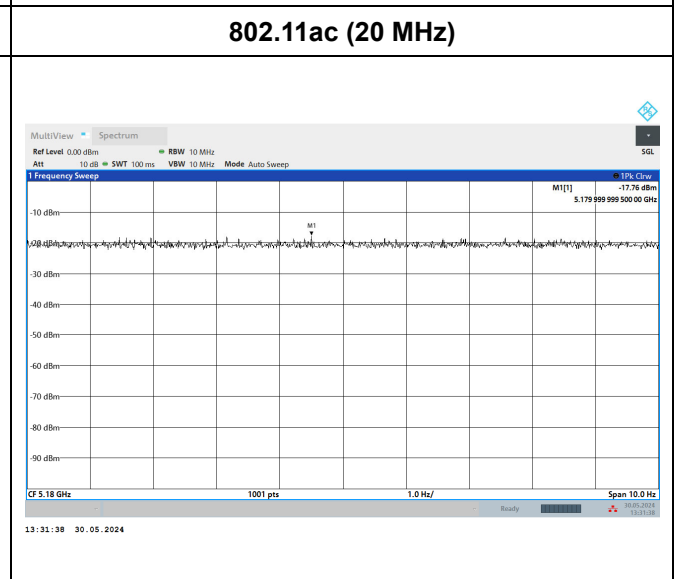 802.11ac (20 MHz)
MultiView Spectrum
Ref Level 0.00 dBm RBW 10 MHz SGL
Att 10 dB SWT 100 ms VBW 10 MHz Mode Auto Sweep
1 Frequency Sweep 1Pk Clrw
M1[1] -17.76 dBm
5.179 999 999 500 00 GHz
-10 dBm
M1
-20 dBm
-30 dBm
-40 dBm
-50 dBm
-60 dBm
-70 dBm
-80 dBm
-90 dBm
CF 5.18 GHz 1001 pts 1.0 Hz/ Span 10.0 Hz
Ready 30.05.2024
13:31:38
13:31:38 30.05.2024